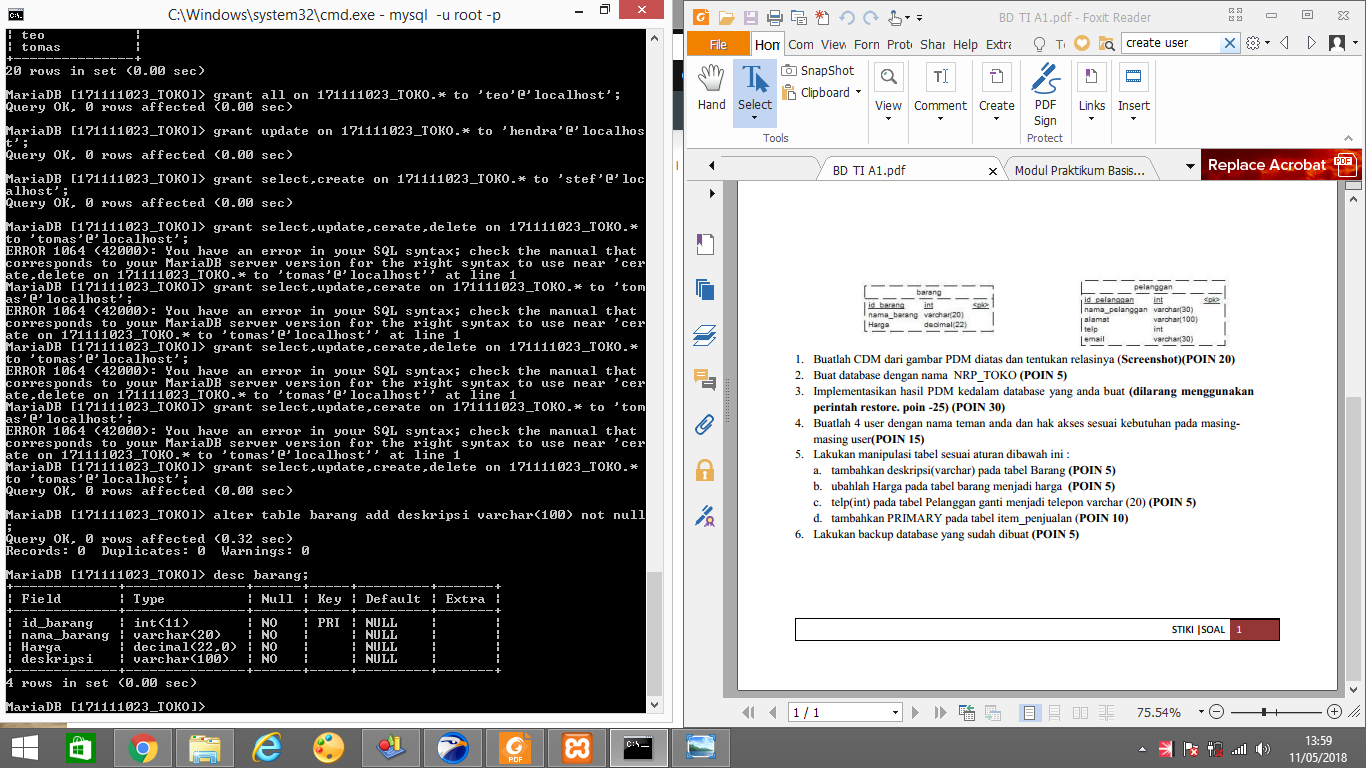 C:\Windows\system32\cmd.exe - mysql -u root -p
| teo |
| tomas |
20 rows in set (0.00 sec)
MariaDB [171111023_TOKO]> grant all on 171111023_TOKO.* to 'teo'@'localhost';
Query OK, 0 rows affected (0.00 sec)
MariaDB [171111023_TOKO]> grant update on 171111023_TOKO.* to 'hendra'@'localhos
t';
Query OK, 0 rows affected (0.00 sec)
MariaDB [171111023_TOKO]> grant select,create on 171111023_TOKO.* to 'stef'@'loc
alhost';
Query OK, 0 rows affected (0.00 sec)
MariaDB [171111023_TOKO]> grant select,update,cerate,delete on 171111023_TOKO.*
to 'tomas'@'localhost';
ERROR 1064 (42000): You have an error in your SQL syntax; check the manual that
corresponds to your MariaDB server version for the right syntax to use near 'cer
ate,delete on 171111023_TOKO.* to 'tomas'@'localhost'' at line 1
MariaDB [171111023_TOKO]> grant select,update,cerate on 171111023_TOKO.* to 'tom
as'@'localhost';
ERROR 1064 (42000): You have an error in your SQL syntax; check the manual that
corresponds to your MariaDB server version for the right syntax to use near 'cer
ate on 171111023_TOKO.* to 'tomas'@'localhost'' at line 1
MariaDB [171111023_TOKO]> grant select,update,cerate,delete on 171111023_TOKO.*
to 'tomas'@'localhost';
ERROR 1064 (42000): You have an error in your SQL syntax; check the manual that
corresponds to your MariaDB server version for the right syntax to use near 'cer
ate,delete on 171111023_TOKO.* to 'tomas'@'localhost'' at line 1
MariaDB [171111023_TOKO]> grant select,update,cerate on 171111023_TOKO.* to 'tom
as'@'localhost';
ERROR 1064 (42000): You have an error in your SQL syntax; check the manual that
corresponds to your MariaDB server version for the right syntax to use near 'cer
ate on 171111023_TOKO.* to 'tomas'@'localhost'' at line 1
MariaDB [171111023_TOKO]> grant select,update,create,delete on 171111023_TOKO.*
to 'tomas'@'localhost';
Query OK, 0 rows affected (0.00 sec)
MariaDB [171111023_TOKO]> alter table barang add deskripsi varchar(100) not null
;
Query OK, 0 rows affected (0.32 sec)
Records: 0 Duplicates: 0 Warnings: 0
MariaDB [171111023_TOKO]> desc barang;
| Field | Type | Null | Key | Default | Extra |
| id_barang | int(11) | NO | PRI | NULL | |
| nama_barang | varchar(20) | NO | | NULL | |
| Harga | decimal(22,0) | NO | | NULL | |
| deskripsi | varchar(100) | NO | | NULL | |
4 rows in set (0.00 sec)
MariaDB [171111023_TOKO]>
BD TI A1.pdf - Foxit Reader
File Hom Com View Forn Prote Shar Help Extra Te create user
Hand Select SnapShot Clipboard View Comment Create PDF Sign Links Insert
Tools Protect
BD TI A1.pdf Modul Praktikum Basis... Replace Acrobat PDF
barang
id_barang int <pk>
nama_barang varchar(20)
Harga decimal(22)
pelanggan
id_pelanggan int <pk>
nama_pelanggan varchar(30)
alamat varchar(100)
telp int
email varchar(30)
1. Buatlah CDM dari gambar PDM diatas dan tentukan relasinya (Screenshot)(POIN 20)
2. Buat database dengan nama NRP_TOKO (POIN 5)
3. Implementasikan hasil PDM kedalam database yang anda buat (dilarang menggunakan
perintah restore. poin -25) (POIN 30)
4. Buatlah 4 user dengan nama teman anda dan hak akses sesuai kebutuhan pada masing-
masing user(POIN 15)
5. Lakukan manipulasi tabel sesuai aturan dibawah ini :
a. tambahkan deskripsi(varchar) pada tabel Barang (POIN 5)
b. ubahlah Harga pada tabel barang menjadi harga (POIN 5)
c. telp(int) pada tabel Pelanggan ganti menjadi telepon varchar (20) (POIN 5)
d. tambahkan PRIMARY pada tabel item_penjualan (POIN 10)
6. Lakukan backup database yang sudah dibuat (POIN 5)
STIKI |SOAL 1
1 / 1 75.54%
13:59
11/05/2018